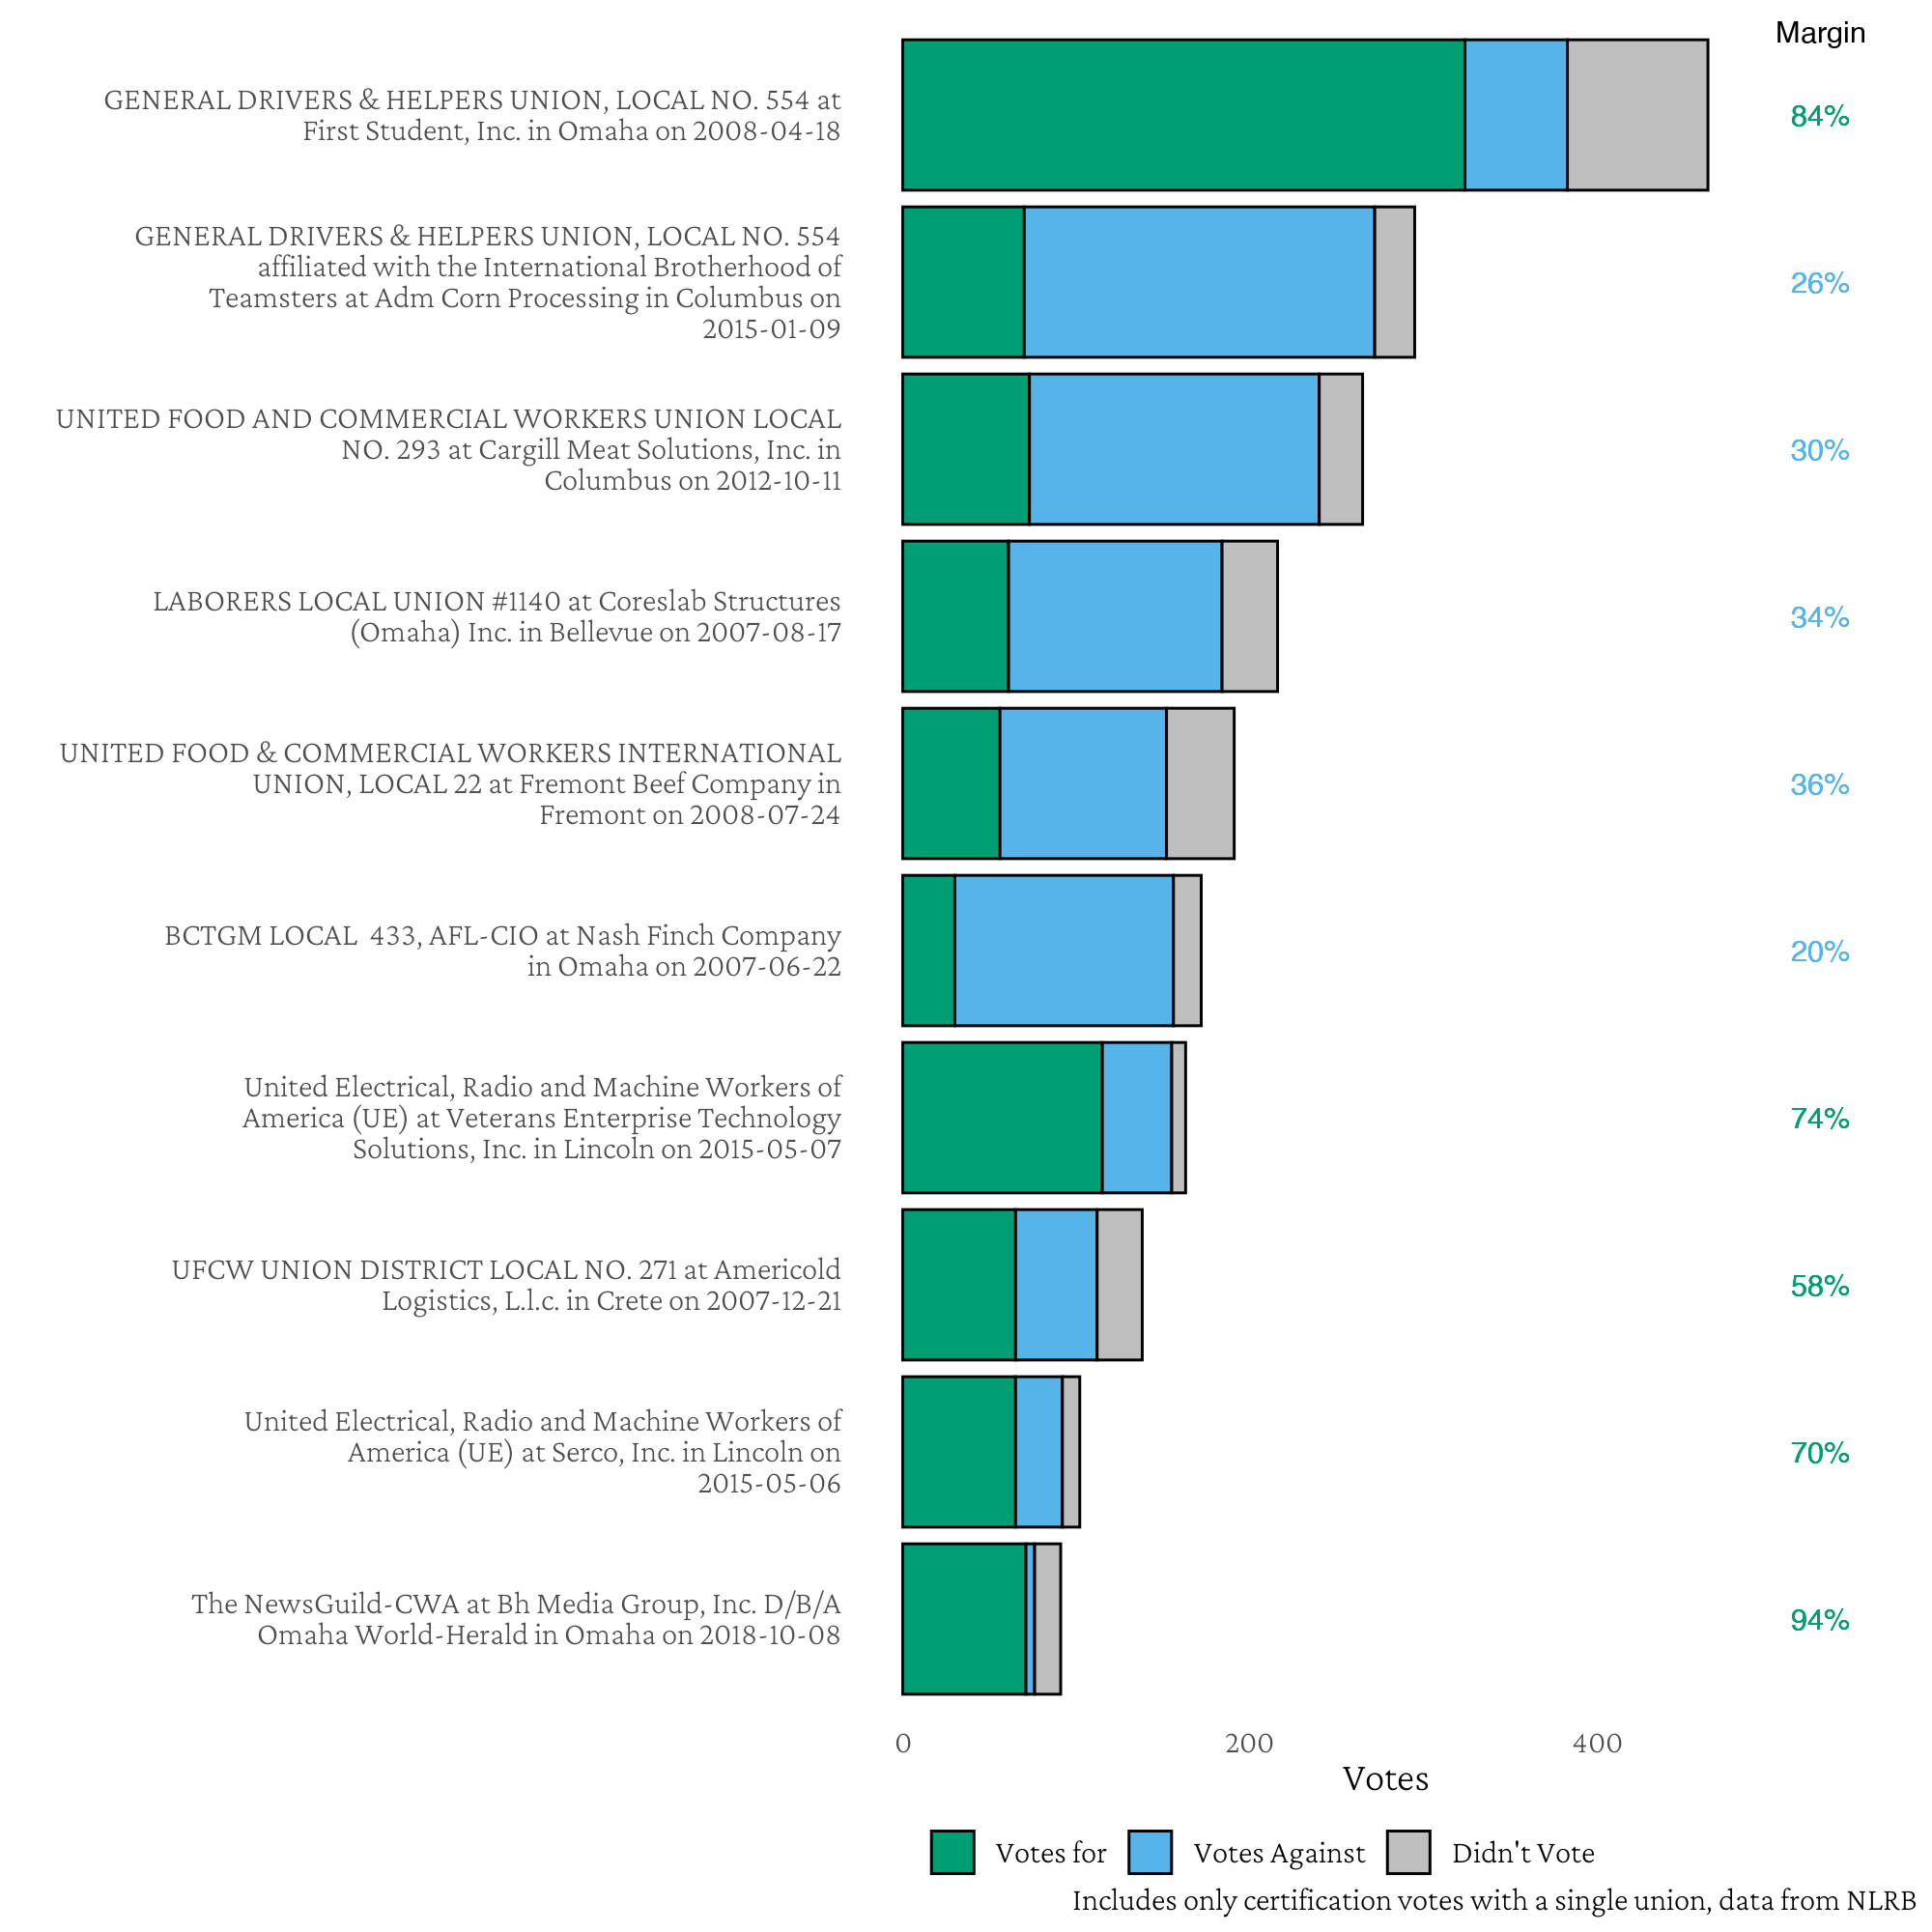 Margin
GENERAL DRIVERS & HELPERS UNION, LOCAL NO. 554 at
First Student, Inc. in Omaha on 2008-04-18
84%
GENERAL DRIVERS & HELPERS UNION, LOCAL NO. 554
affiliated with the International Brotherhood of
Teamsters at Adm Corn Processing in Columbus on
2015-01-09
26%
UNITED FOOD AND COMMERCIAL WORKERS UNION LOCAL
NO. 293 at Cargill Meat Solutions, Inc. in
Columbus on 2012-10-11
30%
LABORERS LOCAL UNION #1140 at Coreslab Structures
(Omaha) Inc. in Bellevue on 2007-08-17
34%
UNITED FOOD & COMMERCIAL WORKERS INTERNATIONAL
UNION, LOCAL 22 at Fremont Beef Company in
Fremont on 2008-07-24
36%
BCTGM LOCAL  433, AFL-CIO at Nash Finch Company
in Omaha on 2007-06-22
20%
United Electrical, Radio and Machine Workers of
America (UE) at Veterans Enterprise Technology
Solutions, Inc. in Lincoln on 2015-05-07
74%
UFCW UNION DISTRICT LOCAL NO. 271 at Americold
Logistics, L.l.c. in Crete on 2007-12-21
58%
United Electrical, Radio and Machine Workers of
America (UE) at Serco, Inc. in Lincoln on
2015-05-06
70%
The NewsGuild-CWA at Bh Media Group, Inc. D/B/A
Omaha World-Herald in Omaha on 2018-10-08
94%
0 200 400
Votes
Votes for Votes Against Didn't Vote
Includes only certification votes with a single union, data from NLRB